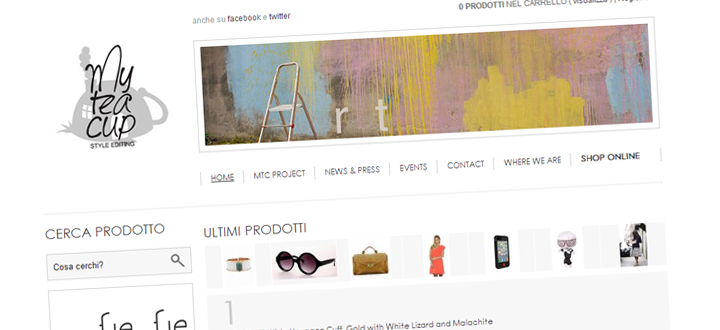 anche su facebook e twitter
0 PRODOTTI NEL CARRELLO ( visualizza )
My
tea
CUP
STYLE EDITING
rt
HOME
MTC PROJECT
NEWS & PRESS
EVENTS
CONTACT
WHERE WE ARE
SHOP ONLINE
CERCA PRODOTTO
Cosa cerchi?
ULTIMI PRODOTTI
1
Cuff, Gold with White Lizard and Malachite